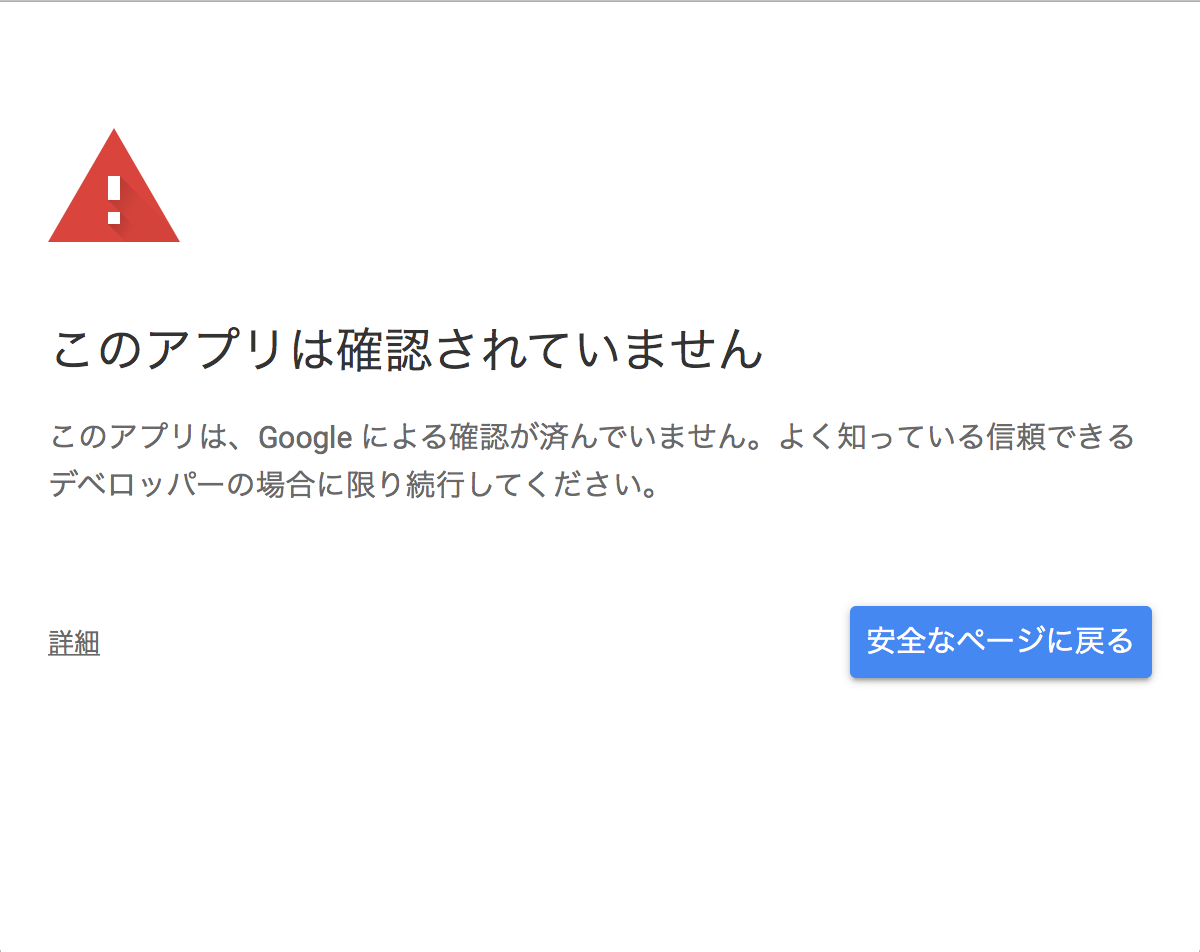 このアプリは確認されていません
このアプリは、Google による確認が済んでいません。よく知っている信頼できる
デベロッパーの場合に限り続行してください。
詳細
安全なページに戻る